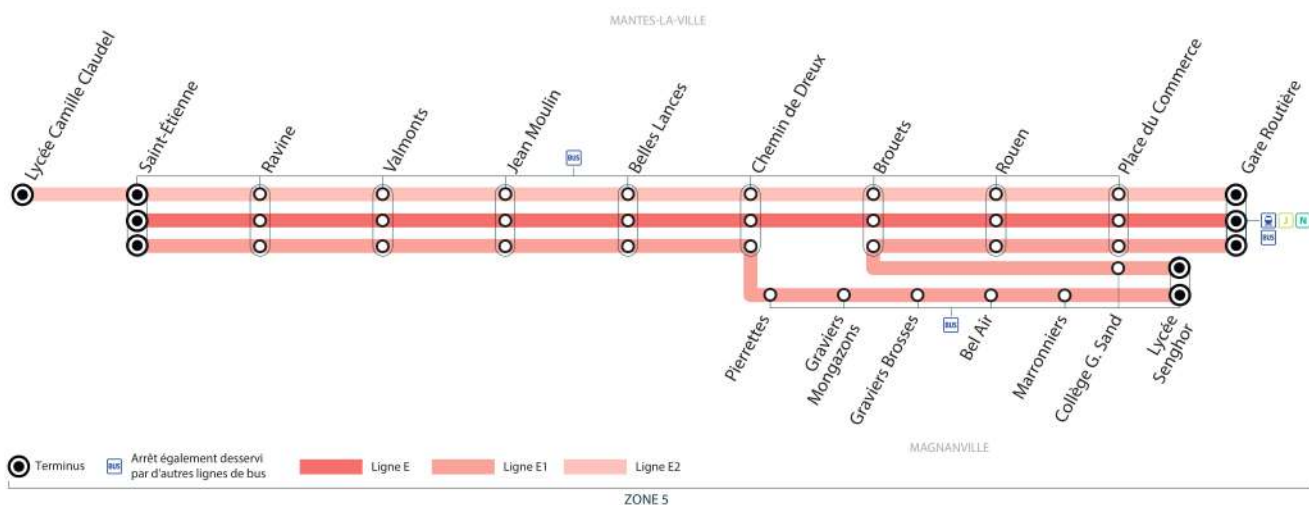 MANTES-LA-VILLE
Lycée Camille Claudel
Saint-Étienne
Ravine
Valmonts
Jean Moulin
BUS
Belles Lances
Chemin de Dreux
Brouets
Rouen
Place du Commerce
Gare Routière
J
N
BUS
Pierrettes
Graviers
Mongazons
Graviers Brosses
BUS
Bel Air
Marronniers
Collège G. Sand
Lycée
Senghor
MAGNANVILLE
Terminus
BUS
Arrêt également desservi
par d'autres lignes de bus
Ligne E
Ligne E1
Ligne E2
ZONE 5